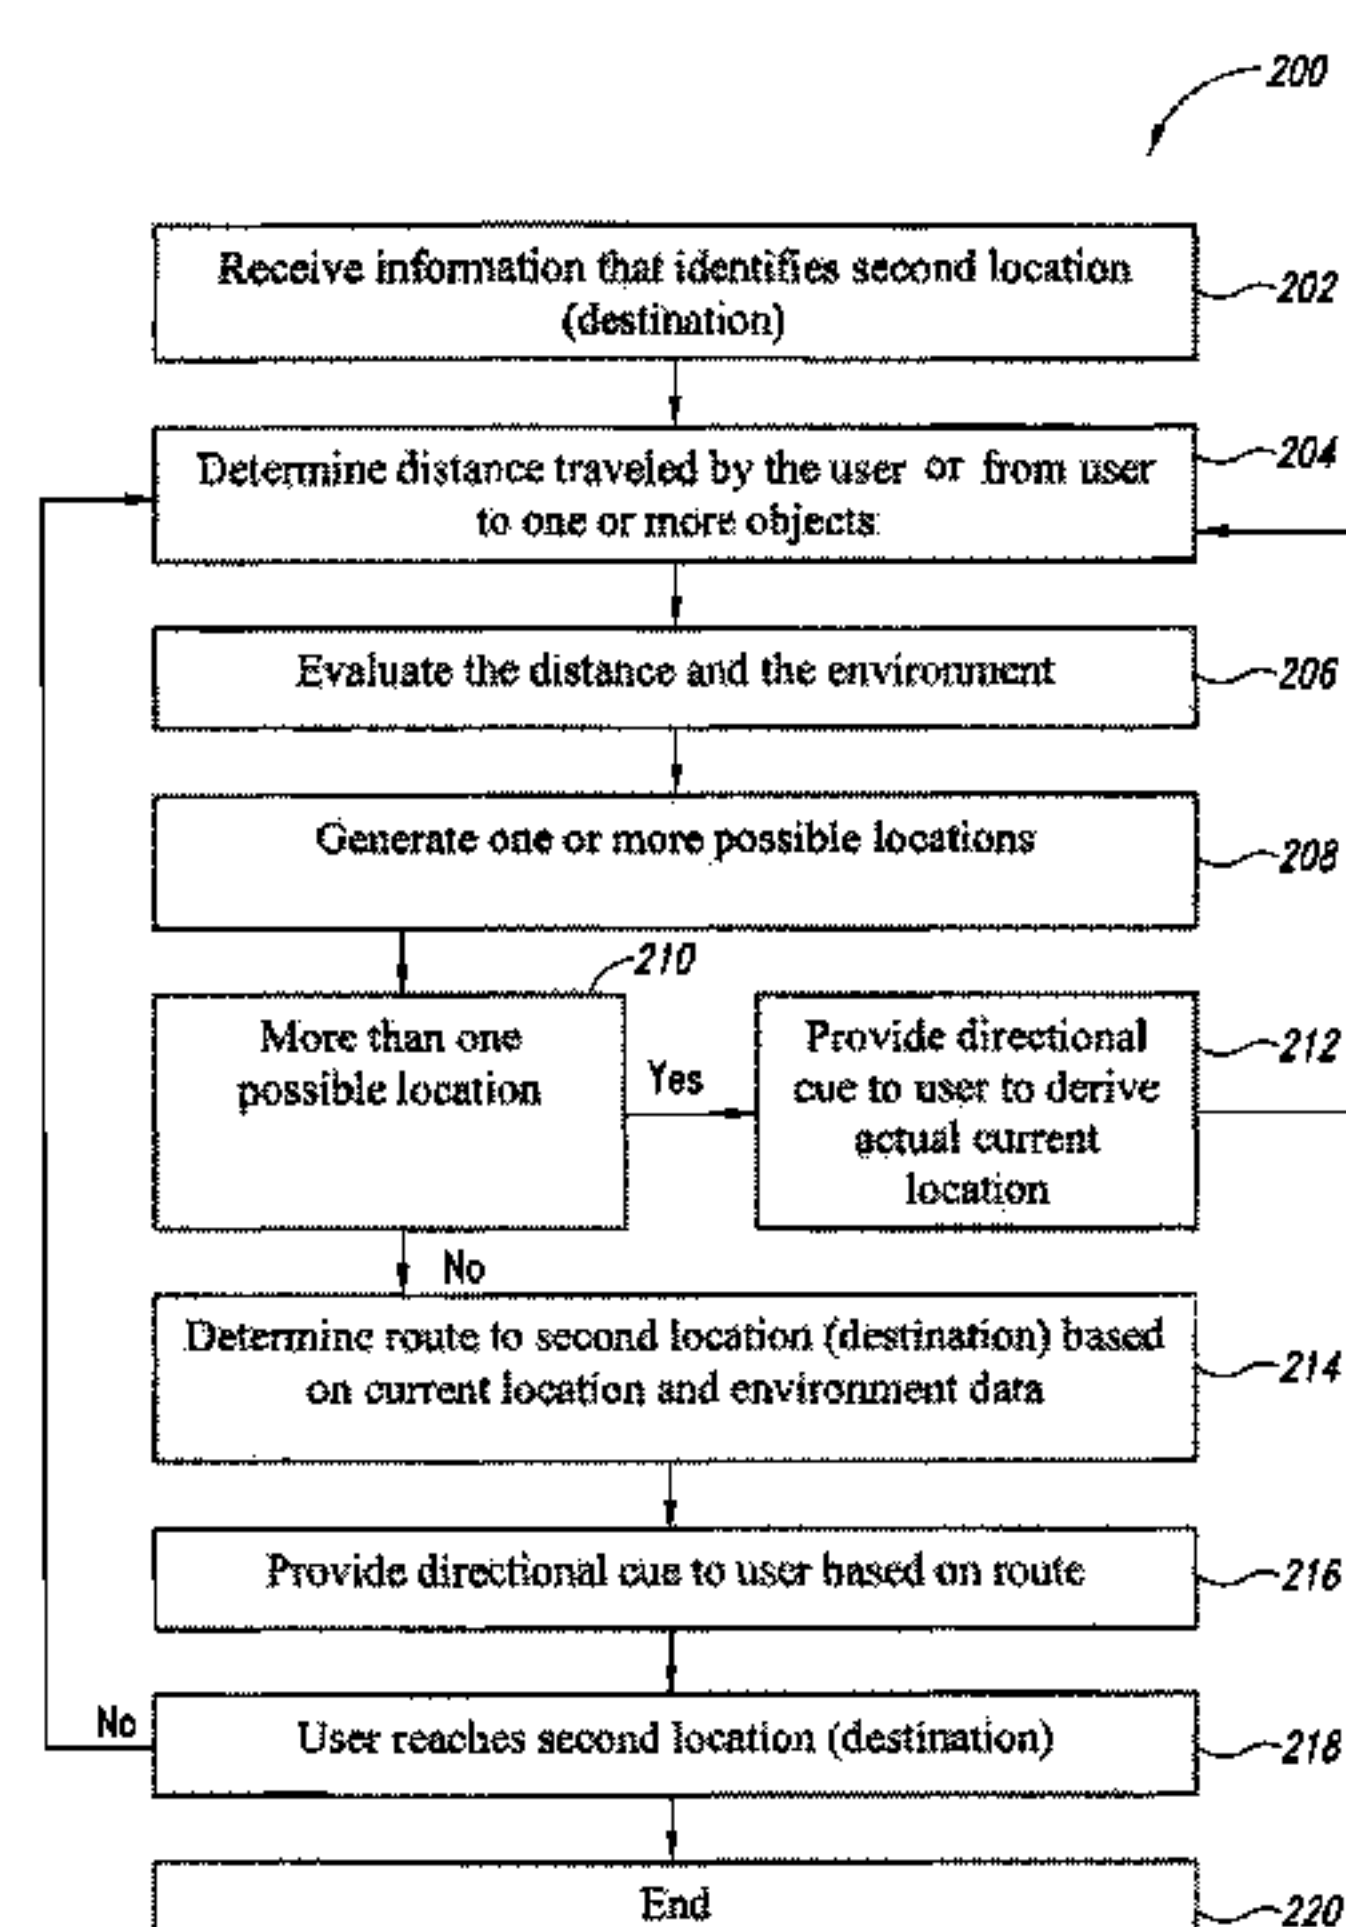 200
Receive information that identifies second location
(destination)
202
Determine distance traveled by the user or from user
to one or more objects
204
Evaluate the distance and the environment
206
Generate one or more possible locations
208
210
More than one
possible location
Yes
Provide directional
cue to user to derive
actual current
location
212
No
Determine route to second location (destination) based
on current location and environment data
214
Provide directional cue to user based on route
216
No
User reaches second location (destination)
218
End
220